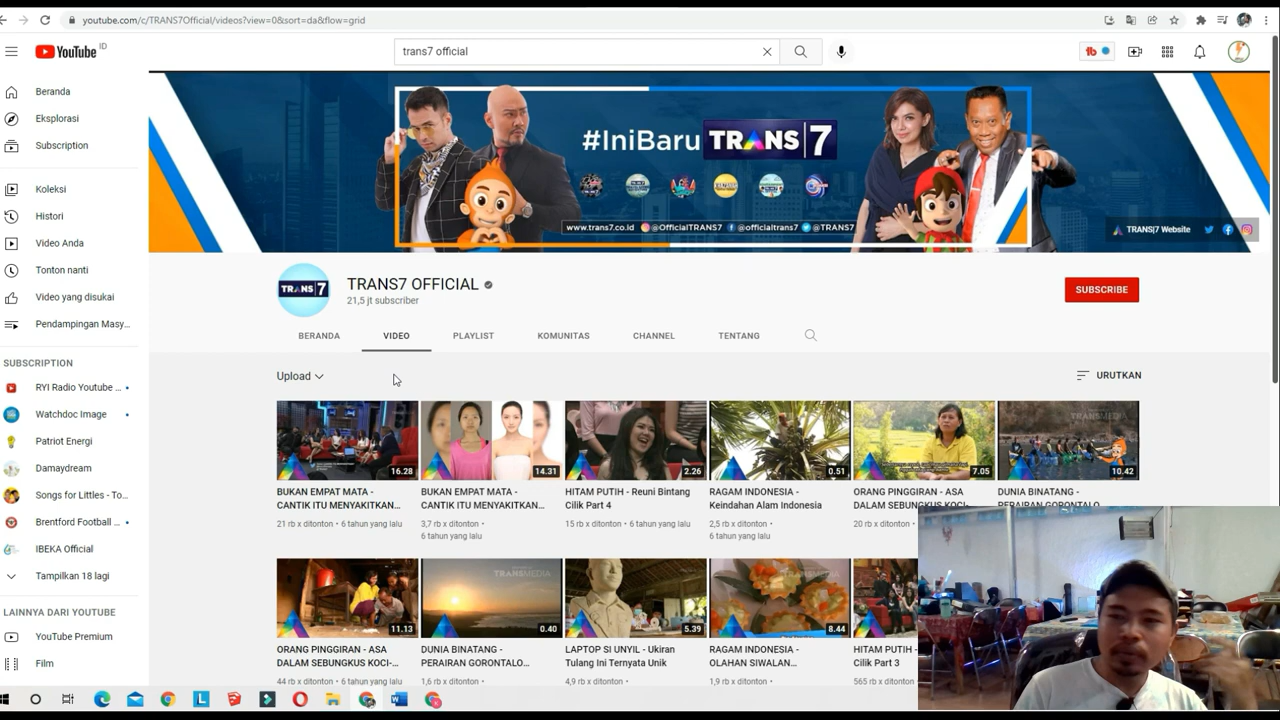 youtube.com/c/TRANS7Official/videos?view=0&sort=da&flow=grid
YouTube ID
trans7 official
tb
Beranda
Eksplorasi
Subscription
Koleksi
Histori
Video Anda
Tonton nanti
Video yang disukai
Pendampingan Masy...
SUBSCRIPTION
RYI Radio Youtube ...
Watchdoc Image
Patriot Energi
Damaydream
Songs for Littles - To...
Brentford Football ...
IBEKA Official
Tampilkan 18 lagi
LAINNYA DARI YOUTUBE
YouTube Premium
Film
#IniBaru TRANS|7
www.trans7.co.id @OfficialTRANS7 @officialtrans7 @TRANS7
TRANS|7 Website
TRANS 7
TRANS7 OFFICIAL
21,5 jt subscriber
SUBSCRIBE
BERANDA VIDEO PLAYLIST KOMUNITAS CHANNEL TENTANG
Upload
URUTKAN
16.28
BUKAN EMPAT MATA -
CANTIK ITU MENYAKITKAN...
21 rb x ditonton • 6 tahun yang lalu
14.31
BUKAN EMPAT MATA -
CANTIK ITU MENYAKITKAN...
3,7 rb x ditonton •
6 tahun yang lalu
2.26
HITAM PUTIH - Reuni Bintang
Cilik Part 4
15 rb x ditonton • 6 tahun yang lalu
0.51
RAGAM INDONESIA -
Keindahan Alam Indonesia
2,5 rb x ditonton •
6 tahun yang lalu
7.05
ORANG PINGGIRAN - ASA
DALAM SEBUNGKUS KOCI-
20 rb x ditonton •
TRANSMEDIA
10.42
DUNIA BINATANG -
PERAIRAN GORONTALO
11.13
ORANG PINGGIRAN - ASA
DALAM SEBUNGKUS KOCI-...
44 rb x ditonton • 6 tahun yang lalu
TRANSMEDIA
0.40
DUNIA BINATANG -
PERAIRAN GORONTALO...
1,6 rb x ditonton •
5.39
LAPTOP SI UNYIL - Ukiran
Tulang Ini Ternyata Unik
4,9 rb x ditonton •
TRANSMEDIA
8.44
RAGAM INDONESIA -
OLAHAN SIWALAN...
1,9 rb x ditonton •
HITAM PUTIH -
Cilik Part 3
565 rb x ditonton •